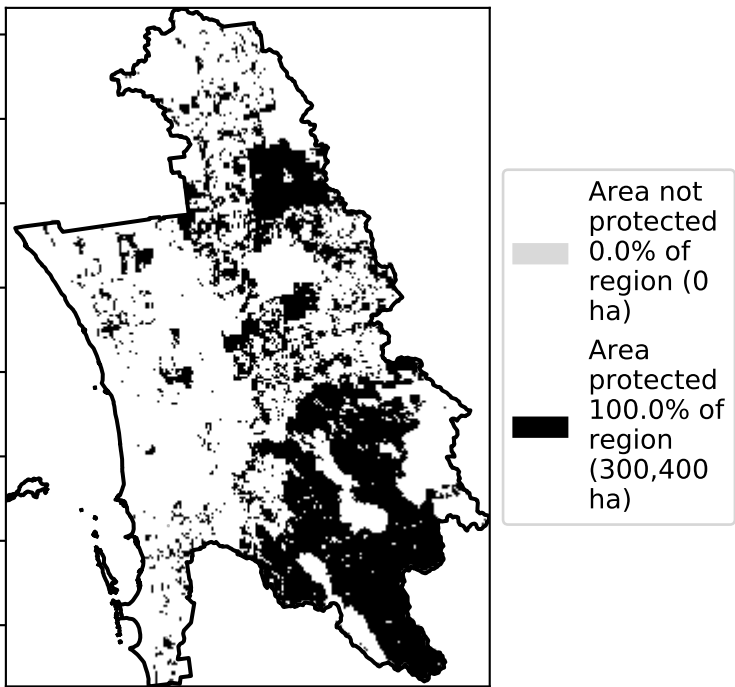 Area not
protected
0.0% of
region (0
ha)
Area
protected
100.0% of
region
(300,400
ha)